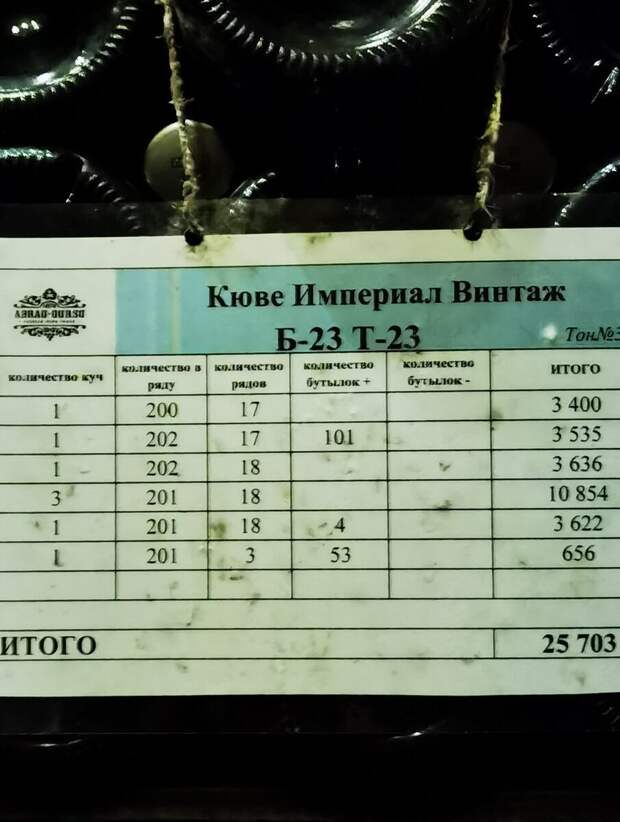 ABRAU-DURSO
Кюве Империал Винтаж
Б-23 Т-23
Тон№3
количество куч количество в ряду количество рядов количество бутылок + количество бутылок - ИТОГО
1 200 17 3 400
1 202 17 101 3 535
1 202 18 3 636
3 201 18 10 854
1 201 18 4 3 622
1 201 3 53 656
ИТОГО 25 703